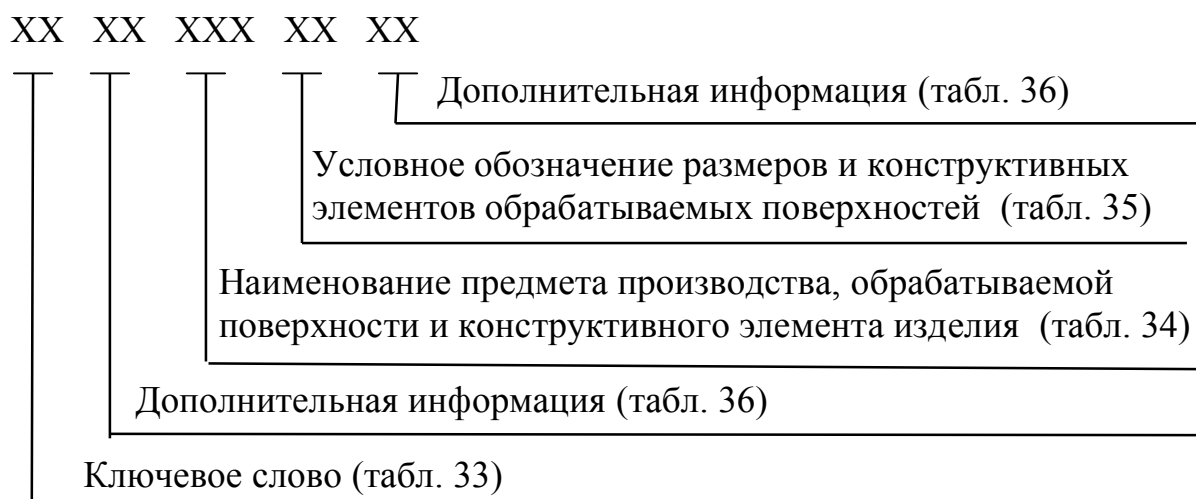 XX XX XXX XX XX
Дополнительная информация (табл. 36)
Условное обозначение размеров и конструктивных
элементов обрабатываемых поверхностей (табл. 35)
Наименование предмета производства, обрабатываемой
поверхности и конструктивного элемента изделия (табл. 34)
Дополнительная информация (табл. 36)
Ключевое слово (табл. 33)